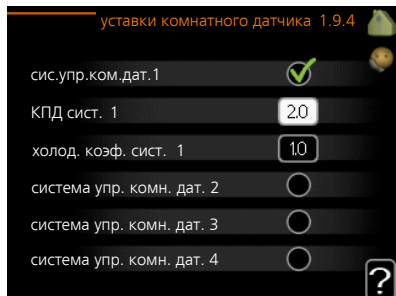 уставки комнатного датчика 1.9.4
сис.упр.ком.дат.1
КПД сист. 1 2.0
холод. коэф. сист. 1 1.0
система упр. комн. дат. 2
система упр. комн. дат. 3
система упр. комн. дат. 4
?